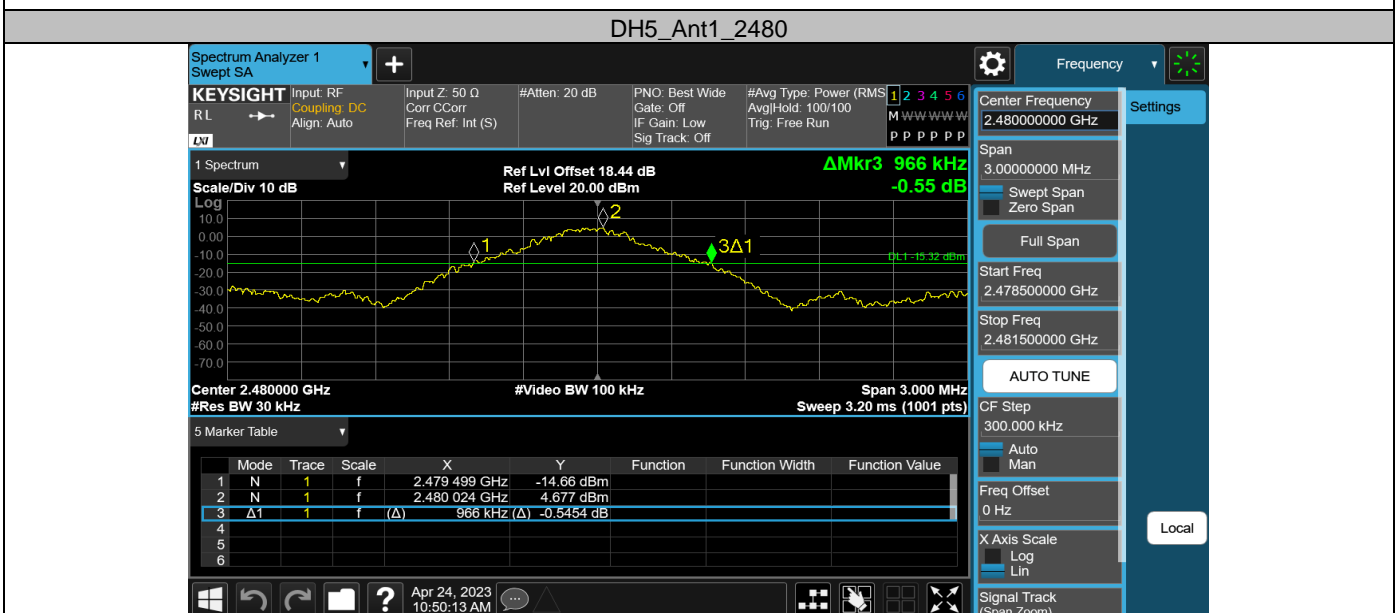 DH5_Ant1_2480
Spectrum Analyzer 1
Swept SA
+
Frequency
KEYSIGHT
RL
LXI
Input: RF
Coupling: DC
Align: Auto
Input Z: 50 Ω
Corr CCorr
Freq Ref: Int (S)
#Atten: 20 dB
PNO: Best Wide
Gate: Off
IF Gain: Low
Sig Track: Off
#Avg Type: Power (RMS
Avg|Hold: 100/100
Trig: Free Run
1 2 3 4 5 6
M W W W W W
P P P P P P
1 Spectrum
Scale/Div 10 dB
Ref Lvl Offset 18.44 dB
Ref Level 20.00 dBm
ΔMkr3 966 kHz
-0.55 dB
Log
10.0
0.00
-10.0
-20.0
-30.0
-40.0
-50.0
-60.0
-70.0
1
2
3Δ1
DL1 -15.32 dBm
Center 2.480000 GHz
#Res BW 30 kHz
#Video BW 100 kHz
Span 3.000 MHz
Sweep 3.20 ms (1001 pts)
5 Marker Table
Mode Trace Scale X Y Function Function Width Function Value
1 N 1 f 2.479 499 GHz -14.66 dBm
2 N 1 f 2.480 024 GHz 4.677 dBm
3 Δ1 1 f (Δ) 966 kHz (Δ) -0.5454 dB
4
5
6
Center Frequency
2.480000000 GHz
Settings
Span
3.00000000 MHz
Swept Span
Zero Span
Full Span
Start Freq
2.478500000 GHz
Stop Freq
2.481500000 GHz
AUTO TUNE
CF Step
300.000 kHz
Auto
Man
Freq Offset
0 Hz
X Axis Scale
Log
Lin
Local
Signal Track
(Span Zoom)
?
Apr 24, 2023
10:50:13 AM